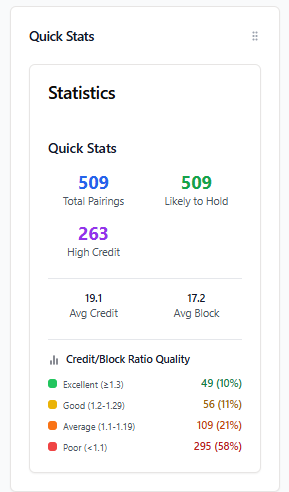 Quick Stats
Statistics
Quick Stats
509 509
Total Pairings Likely to Hold
263
High Credit
19.1 17.2
Avg Credit Avg Block
Credit/Block Ratio Quality
Excellent (≥1.3) 49 (10%)
Good (1.2-1.29) 56 (11%)
Average (1.1-1.19) 109 (21%)
Poor (<1.1) 295 (58%)